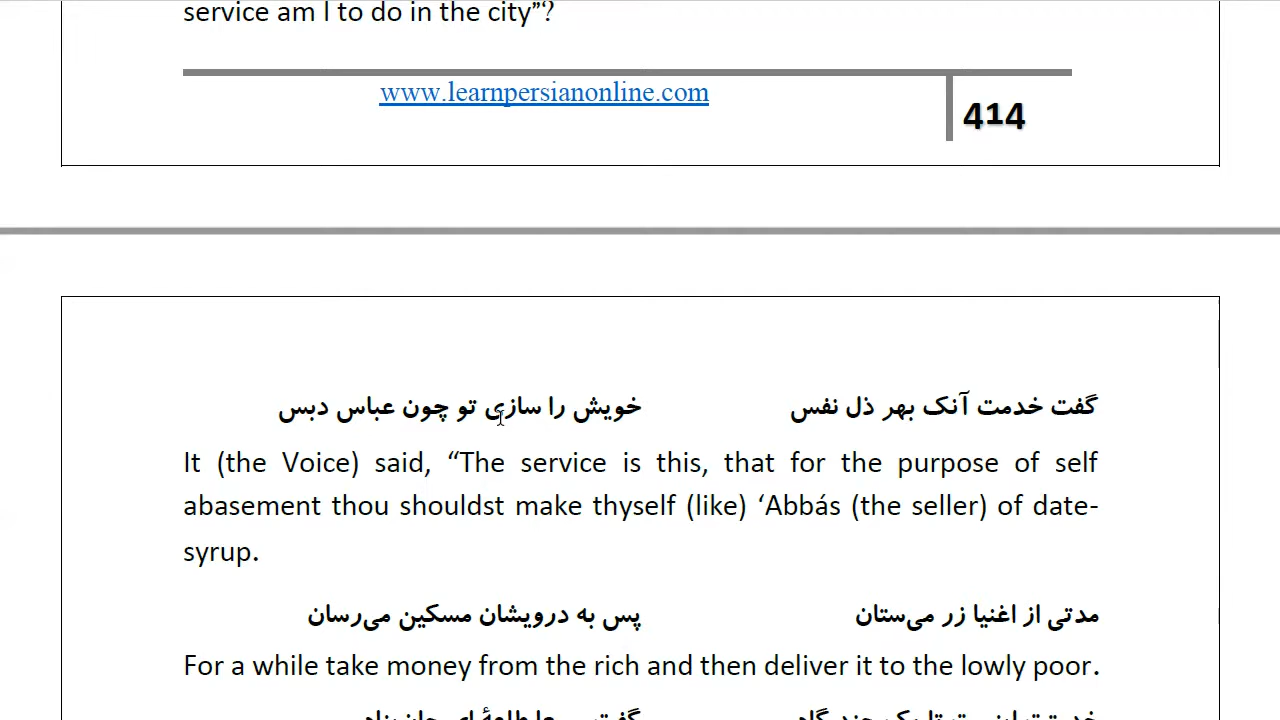 service am I to do in the city”?
www.learnpersianonline.com
414
گفت خدمت آنک بهر ذل نفس خویش را سازی تو چون عباس دبس
It (the Voice) said, “The service is this, that for the purpose of self
abasement thou shouldst make thyself (like) ‘Abbás (the seller) of date-
syrup.
مدتی از اغنیا زر می‌ستان پس به درویشان مسکین می‌رسان
For a while take money from the rich and then deliver it to the lowly poor.